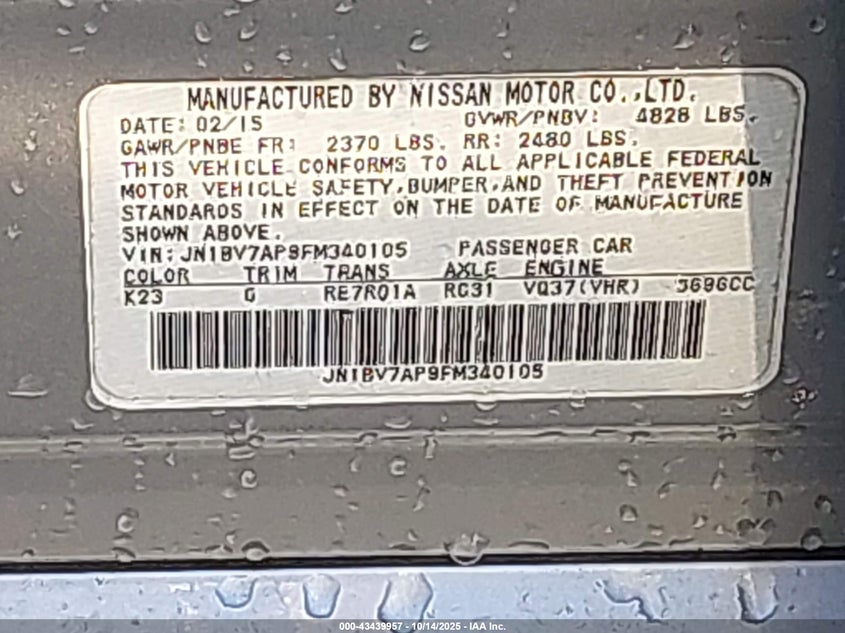 MANUFACTURED BY NISSAN MOTOR CO.,LTD.
DATE: 02/15 GVWR/PNBV: 4828 LBS.
GAWR/PNBE FR: 2370 LBS. RR: 2480 LBS.
THIS VEHICLE CONFORMS TO ALL APPLICABLE FEDERAL
MOTOR VEHICLE SAFETY,BUMPER,AND THEFT PREVENTION
STANDARDS IN EFFECT ON THE DATE OF MANUFACTURE
SHOWN ABOVE.
VIN: JN1BV7AP9FM340105 PASSENGER CAR
COLOR TRIM TRANS AXLE ENGINE
K23 G RE7R01A RC31 VQ37(VHR) 3696CC
JN1BV7AP9FM340105
000-43439957 - 10/14/2025 - IAA Inc.